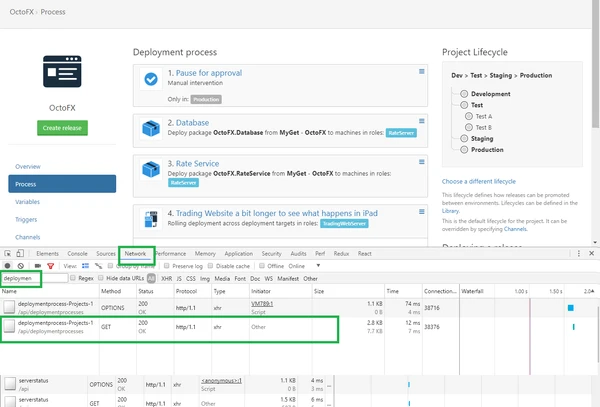 OctoFX › Process
OctoFX
Create release
Overview
Process
Variables
Triggers
Channels
Deployment process
1. Pause for approval
Manual intervention
Only in: Production
2. Database
Deploy package OctoFX.Database from MyGet - OctoFX to machines in roles: RateServer
3. Rate Service
Deploy package OctoFX.RateService from MyGet - OctoFX to machines in roles:
RateServer
4. Trading Website a bit longer to see what happens in iPad
Rolling deployment across deployment targets in roles: TradingWebServer
Project Lifecycle
Dev > Test > Staging > Production
Development
Test
Test A
Test B
Staging
Production
Choose a different lifecycle
This lifecycle defines how releases can be promoted
between environments. Lifecycles can be defined in the
Library.
This is the default lifecycle for the project. It can be
overridden by specifying Channels.
Elements Console Sources Network Performance Memory Application Security Audits Perf Redux React
View: Group by frame Preserve log Disable cache Offline Online
deploymen Regex Hide data URLs All XHR JS CSS Img Media Font Doc WS Manifest Other
Name Method Status Protocol Type Initiator Size Time Connection... Waterfall 1.00 s 2.0
deploymentprocess-Projects-1 OPTIONS 200 http/1.1 xhr VM789:1 1.1 KB 74 ms 38716
/api/deploymentprocesses OK Script 0 B 4 ms
deploymentprocess-Projects-1 GET 200 http/1.1 xhr Other 2.8 KB 12 ms 38376
/api/deploymentprocesses OK 7.7 KB 7 ms
serverstatus OPTIONS 200 http/1.1 xhr <anonymous>:1 1.1 KB 4 ms
/api OK Script 0 B 3 ms
serverstatus GET 200 http/1.1 xhr Other 1.5 KB 6 ms